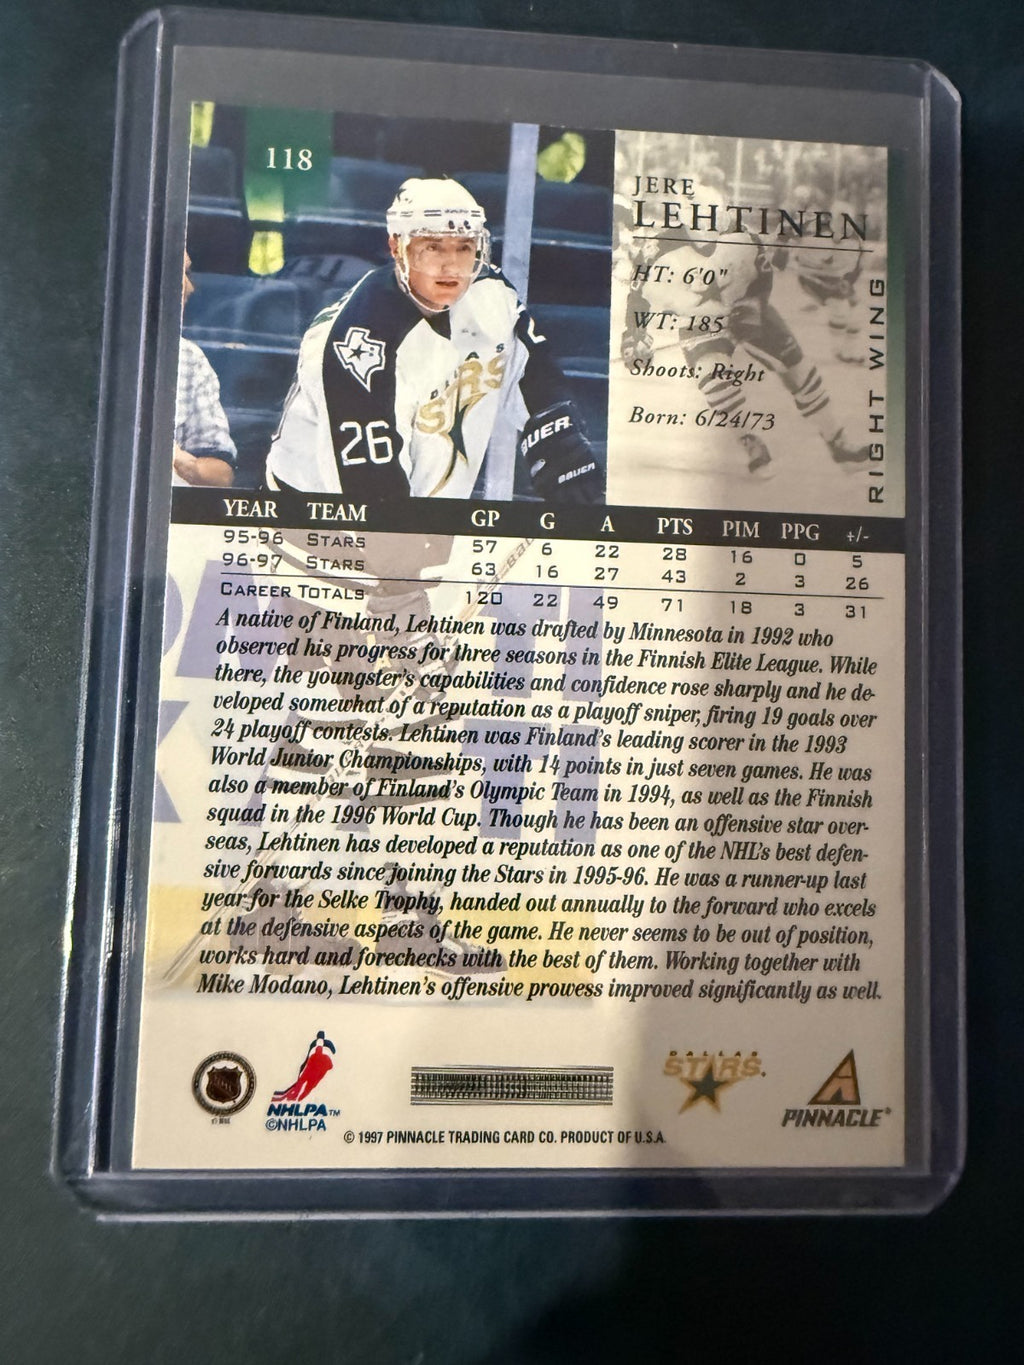 118
JERE
LEHTINEN
HT: 6'0"
WT: 185
Shoots: Right
Born: 6/24/73
RIGHT WING
26
2
DALLAS
STARS
BAUER
BAUER
YEAR TEAM GP G A PTS PIM PPG +/-
95-96 STARS 57 6 22 28 16 0 5
96-97 STARS 63 16 27 43 2 3 26
CAREER TOTALS 120 22 49 71 18 3 31
A native of Finland, Lehtinen was drafted by Minnesota in 1992 who
observed his progress for three seasons in the Finnish Elite League. While
there, the youngster's capabilities and confidence rose sharply and he de-
veloped somewhat of a reputation as a playoff sniper, firing 19 goals over
24 playoff contests. Lehtinen was Finland's leading scorer in the 1993
World Junior Championships, with 14 points in just seven games. He was
also a member of Finland's Olympic Team in 1994, as well as the Finnish
squad in the 1996 World Cup. Though he has been an offensive star over-
seas, Lehtinen has developed a reputation as one of the NHL's best defen-
sive forwards since joining the Stars in 1995-96. He was a runner-up last
year for the Selke Trophy, handed out annually to the forward who excels
at the defensive aspects of the game. He never seems to be out of position,
works hard and forechecks with the best of them. Working together with
Mike Modano, Lehtinen's offensive prowess improved significantly as well.
NHLPA™
©NHLPA
DALLAS
STARS.
PINNACLE®
© 1997 PINNACLE TRADING CARD CO. PRODUCT OF U.S.A.